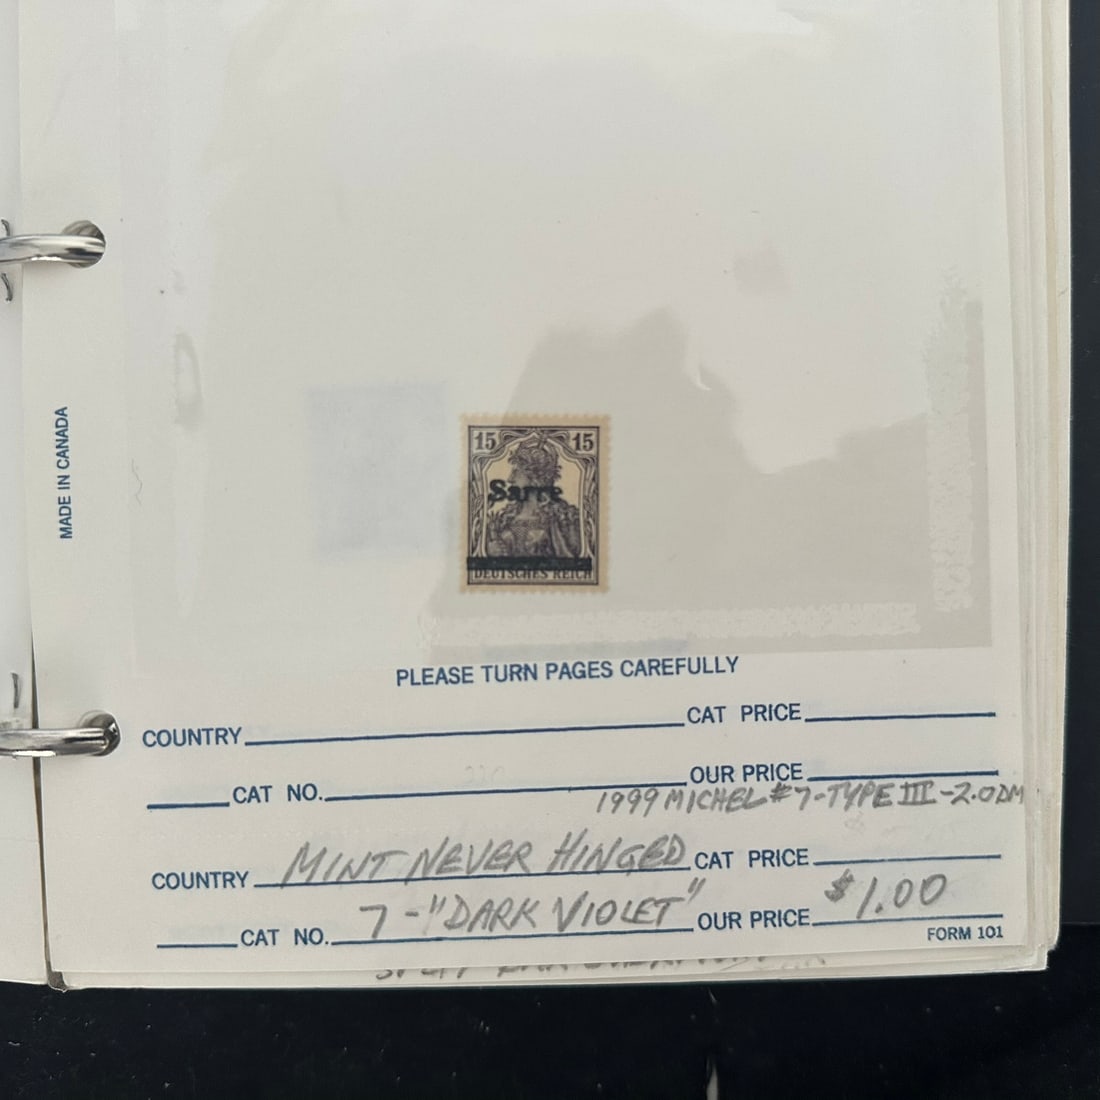 15 15
Sarre
DEUTSCHES REICH
MADE IN CANADA
PLEASE TURN PAGES CAREFULLY
COUNTRY CAT PRICE
CAT NO. OUR PRICE
1999 MICHEL #7-TYPE III-2.0DM
COUNTRY MINT NEVER HINGED CAT PRICE
CAT NO. 7-"DARK VIOLET" OUR PRICE $1.00
FORM 101